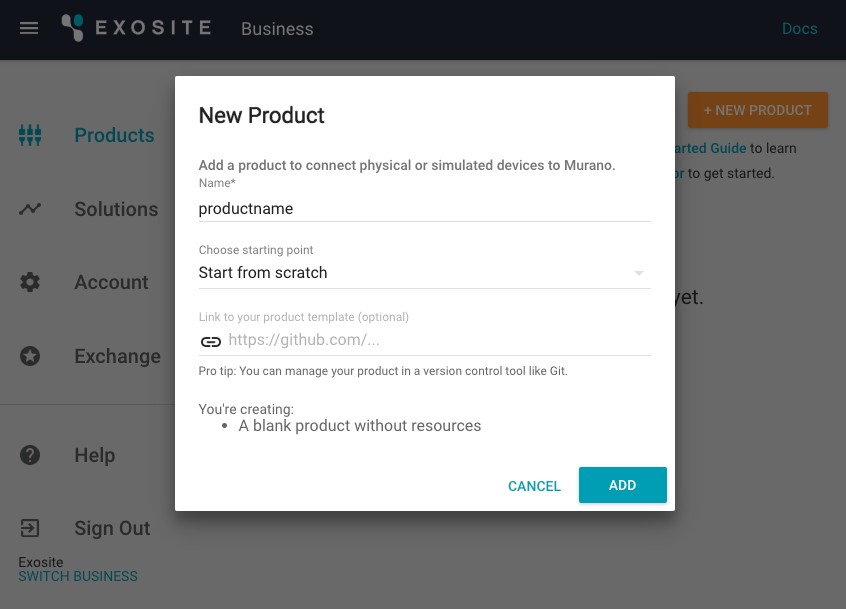 EXOSITE Business Docs
New Product
+ NEW PRODUCT
Add a product to connect physical or simulated devices to Murano.
Name*
productname
Choose starting point
Start from scratch
Link to your product template (optional)
https://github.com/...
Pro tip: You can manage your product in a version control tool like Git.
You're creating:
• A blank product without resources
CANCEL ADD
Products
Solutions
Account
Exchange
Help
Sign Out
Exosite
SWITCH BUSINESS
arted Guide to learn
or to get started.
yet.